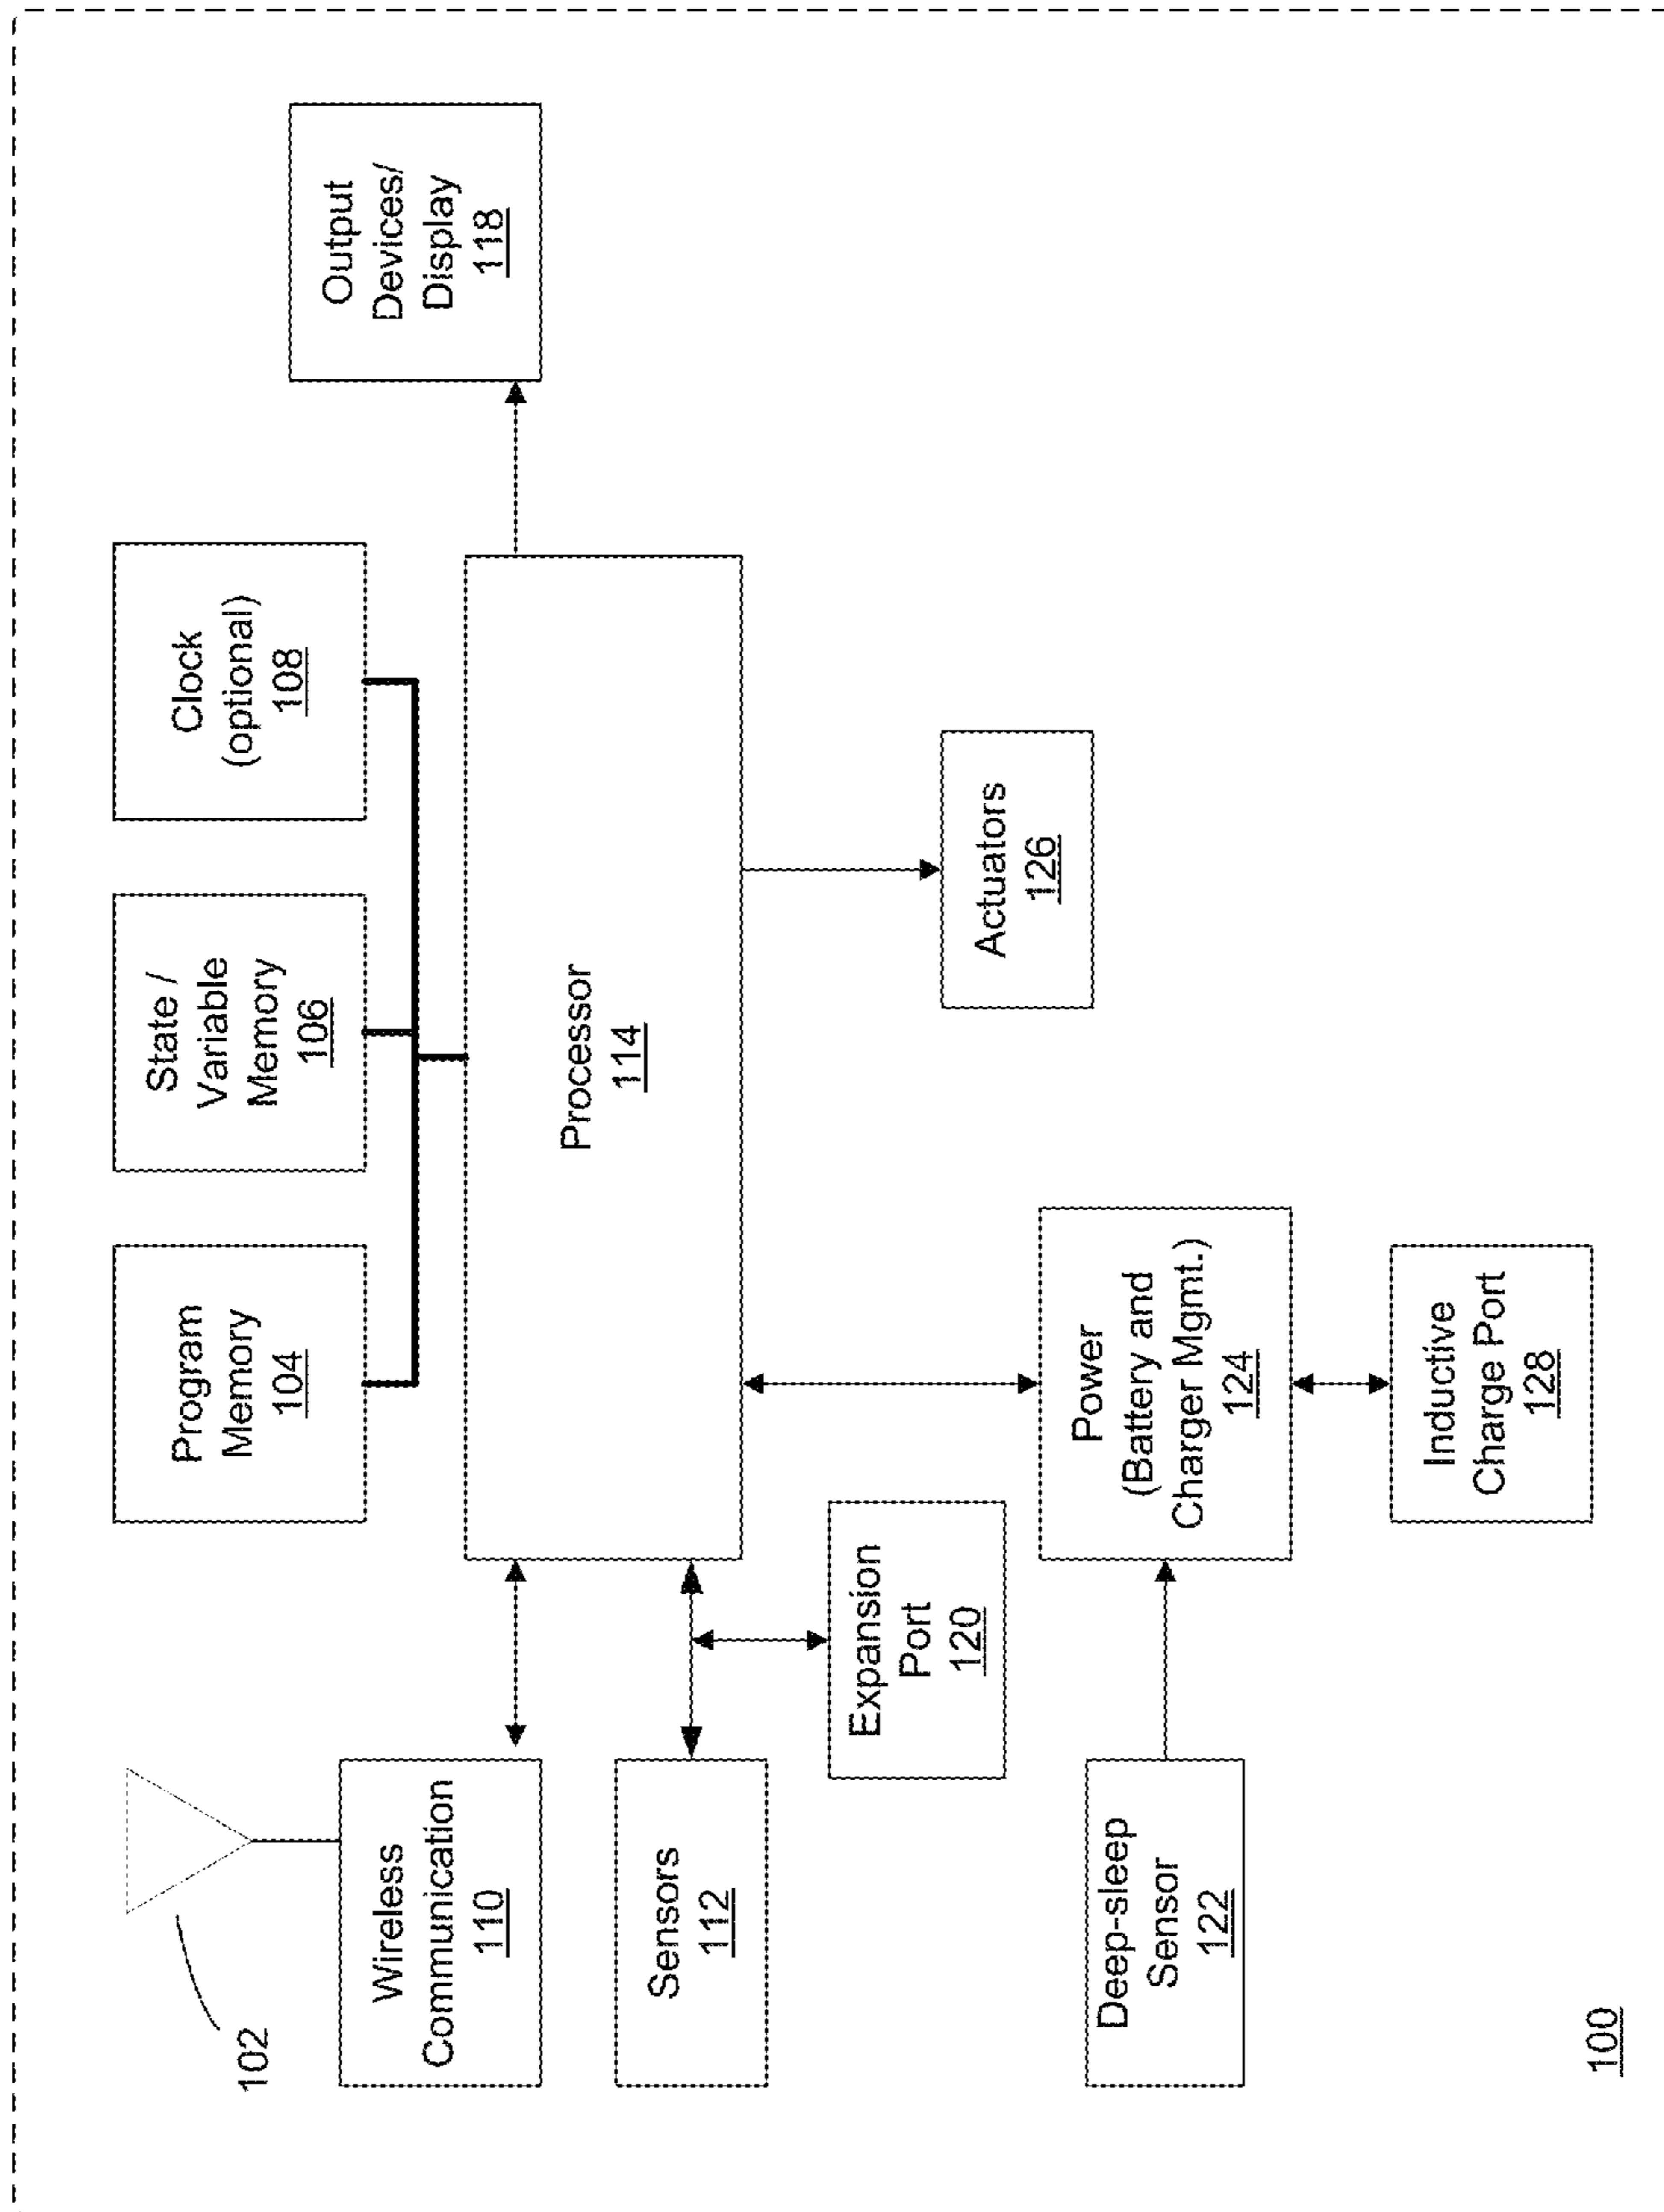 102
Wireless
Communication
110
Program
Memory
104
State /
Variable
Memory
106
Clock
(optional)
108
Sensors
112
Processor
114
Output
Devices/
Display
118
Expansion
Port
120
Deep-sleep
Sensor
122
Power
(Battery and
Charger Mgmt.)
124
Actuators
126
Inductive
Charge Port
128
100